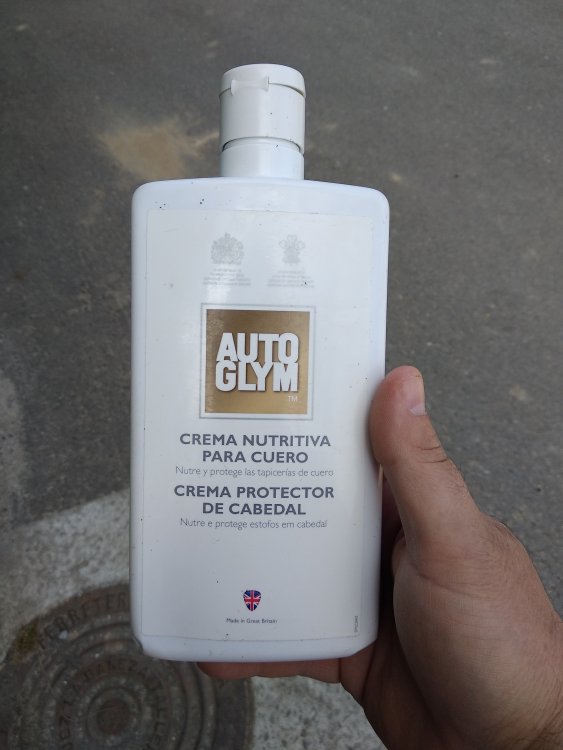 AUTO
GLYM
TM
CREMA NUTRITIVA
PARA CUERO
Nutre y protege las tapicerías de cuero
CREMA PROTECTOR
DE CABEDAL
Nutre e protege estofos em cabedal
Made in Great Britain